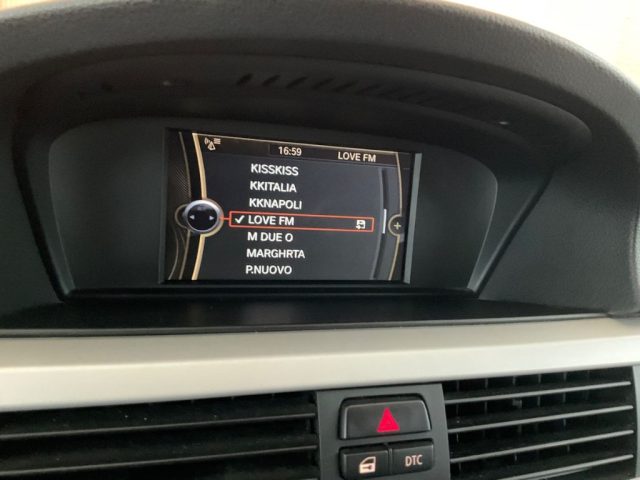 16:59 LOVE FM
KISSKISS
KKITALIA
KKNAPOLI
LOVE FM
M DUE O
MARGHRTA
P.NUOVO
DTC